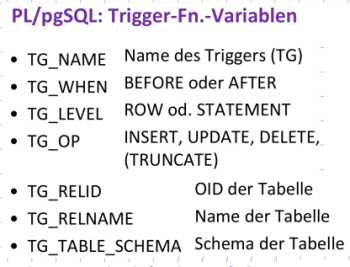 PL/pgSQL: Trigger-Fn.-Variablen
• TG_NAME Name des Triggers (TG)
• TG_WHEN BEFORE oder AFTER
• TG_LEVEL ROW od. STATEMENT
• TG_OP INSERT, UPDATE, DELETE,
(TRUNCATE)
• TG_RELID OID der Tabelle
• TG_RELNAME Name der Tabelle
• TG_TABLE_SCHEMA Schema der Tabelle